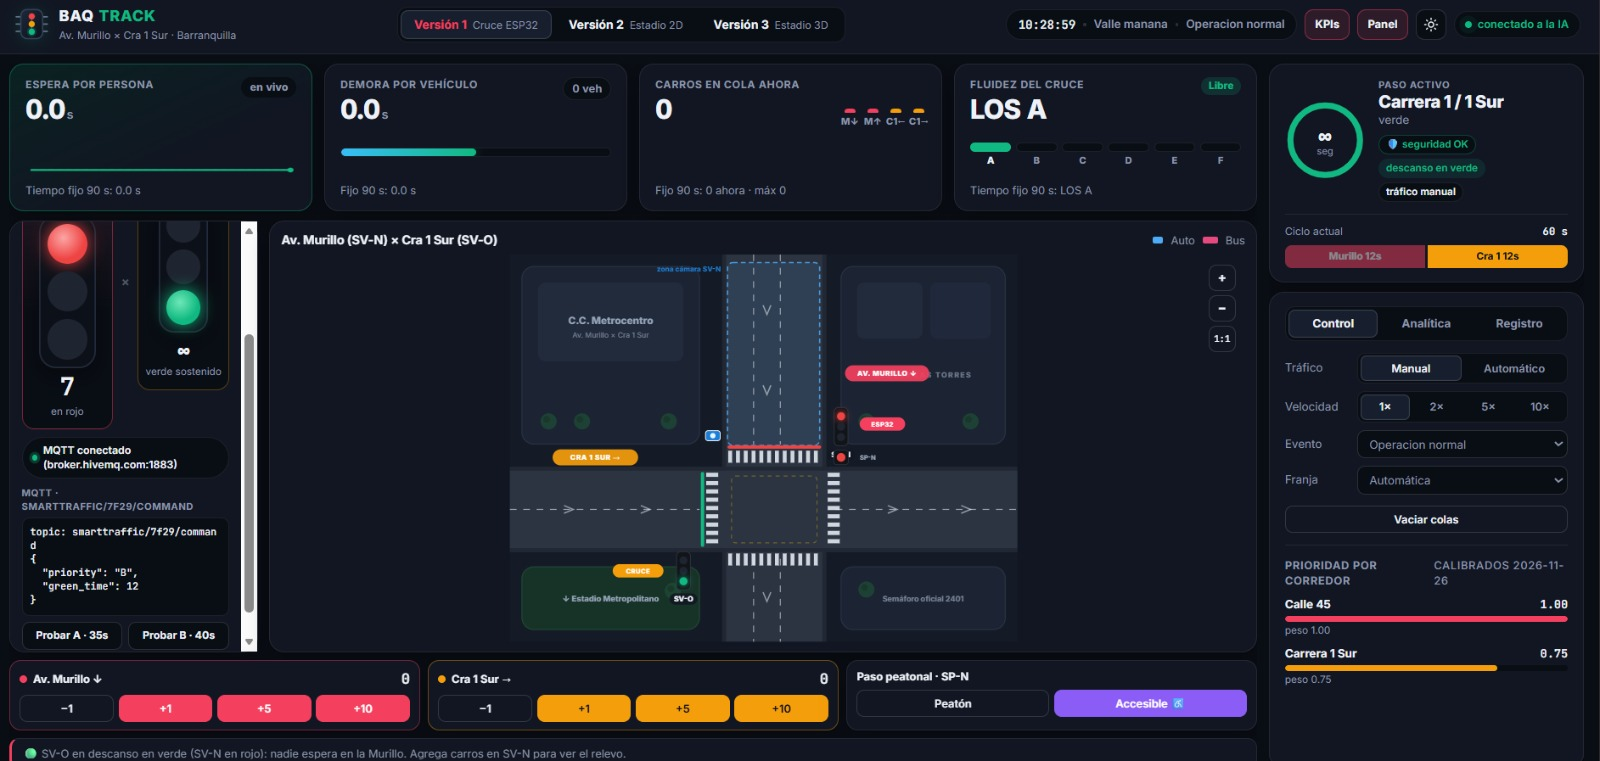 BAQ TRACK
Av. Murillo × Cra 1 Sur · Barranquilla
Versión 1 Cruce ESP32
Versión 2 Estadio 2D
Versión 3 Estadio 3D
10:28:59 · Valle manana · Operacion normal
KPIs
Panel
conectado a la IA
ESPERA POR PERSONA
en vivo
0.0s
Tiempo fijo 90 s: 0.0 s
DEMORA POR VEHÍCULO
0 veh
0.0s
Fijo 90 s: 0.0 s
CARROS EN COLA AHORA
0
M↓ M↑ C1← C1→
Fijo 90 s: 0 ahora · máx 0
FLUIDEZ DEL CRUCE
Libre
LOS A
A B C D E F
Tiempo fijo 90 s: LOS A
PASO ACTIVO
Carrera 1 / 1 Sur
verde
∞
seg
seguridad OK
descanso en verde
tráfico manual
Ciclo actual 60 s
Murillo 12s
Cra 1 12s
×
7
en rojo
∞
verde sostenido
MQTT conectado
(broker.hivemq.com:1883)
MQTT ·
SMARTTRAFFIC/7F29/COMMAND
topic: smarttraffic/7f29/comman
d
{
"priority": "B",
"green_time": 12
}
Probar A · 35s
Probar B · 40s
Av. Murillo (SV-N) × Cra 1 Sur (SV-O)
Auto
Bus
zona cámara SV-N
C.C. Metrocentro
Av. Murillo × Cra 1 Sur
AV. MURILLO ↓
TORRES
ESP32
CRA 1 SUR →
SP-N
CRUCE
↓ Estadio Metropolitano
SV-O
Semáforo oficial 2401
+
−
1:1
Control
Analítica
Registro
Tráfico
Manual
Automático
Velocidad
1× 2× 5× 10×
Evento
Operacion normal
Franja
Automática
Vaciar colas
PRIORIDAD POR
CORREDOR
CALIBRADOS 2026-11-
26
Calle 45 1.00
peso 1.00
Carrera 1 Sur 0.75
peso 0.75
Av. Murillo ↓ 0
−1 +1 +5 +10
Cra 1 Sur → 0
−1 +1 +5 +10
Paso peatonal · SP-N
Peatón
Accesible
SV-O en descanso en verde (SV-N en rojo): nadie espera en la Murillo. Agrega carros en SV-N para ver el relevo.